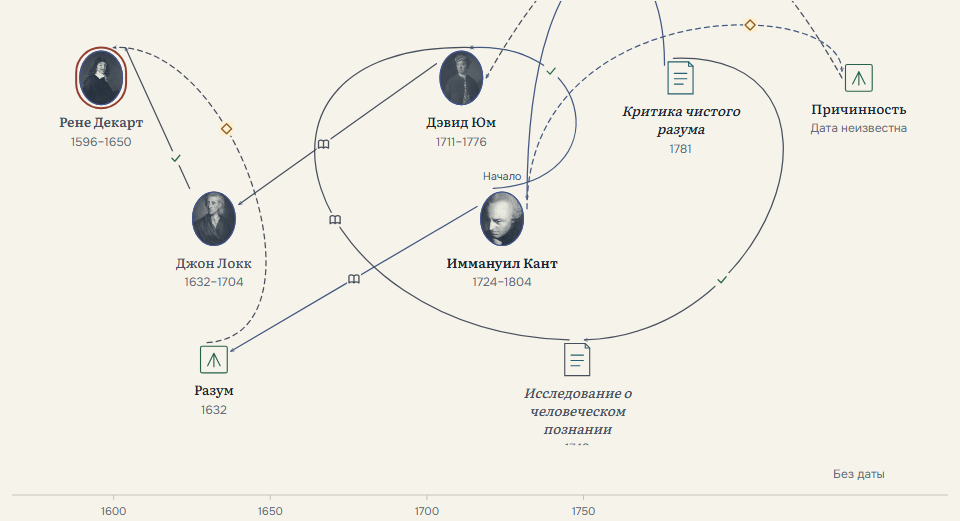 Рене Декарт
1596–1650
Дэвид Юм
1711–1776
Критика чистого
разума
1781
Причинность
Дата неизвестна
Начало
Джон Локк
1632–1704
Иммануил Кант
1724–1804
Разум
1632
Исследование о
человеческом
познании
Без даты
1600
1650
1700
1750